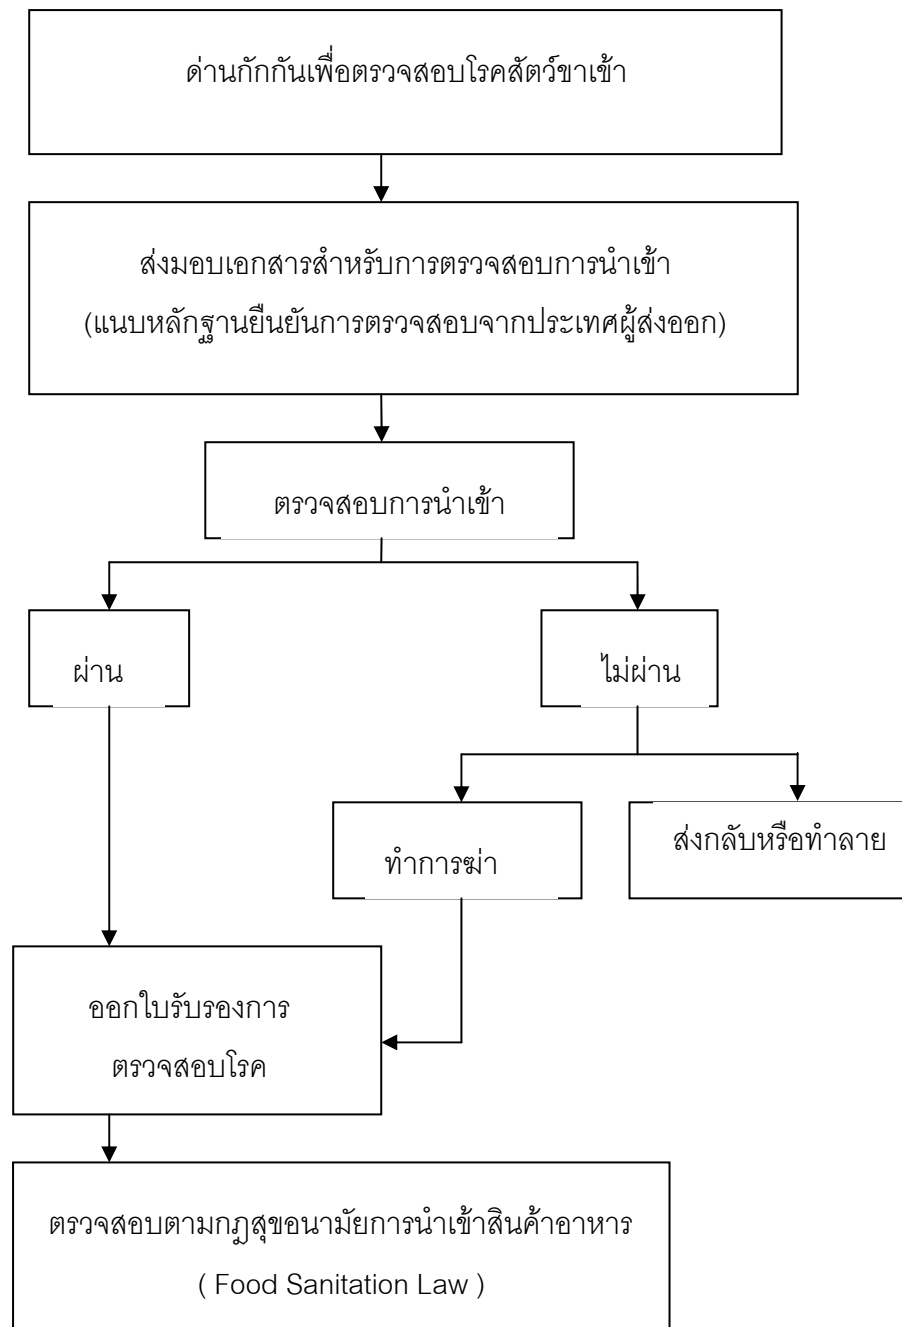 ด่านกักกันเพื่อตรวจสอบโรคสัตว์ขาเข้า
ส่งมอบเอกสารสำหรับการตรวจสอบการนำเข้า
(แนบหลักฐานยืนยันการตรวจสอบจากประเทศผู้ส่งออก)
ตรวจสอบการนำเข้า
ผ่าน
ไม่ผ่าน
ทำการฆ่า
ส่งกลับหรือทำลาย
ออกใบรับรองการ
ตรวจสอบโรค
ตรวจสอบตามกฎสุขอนามัยการนำเข้าสินค้าอาหาร
( Food Sanitation Law )